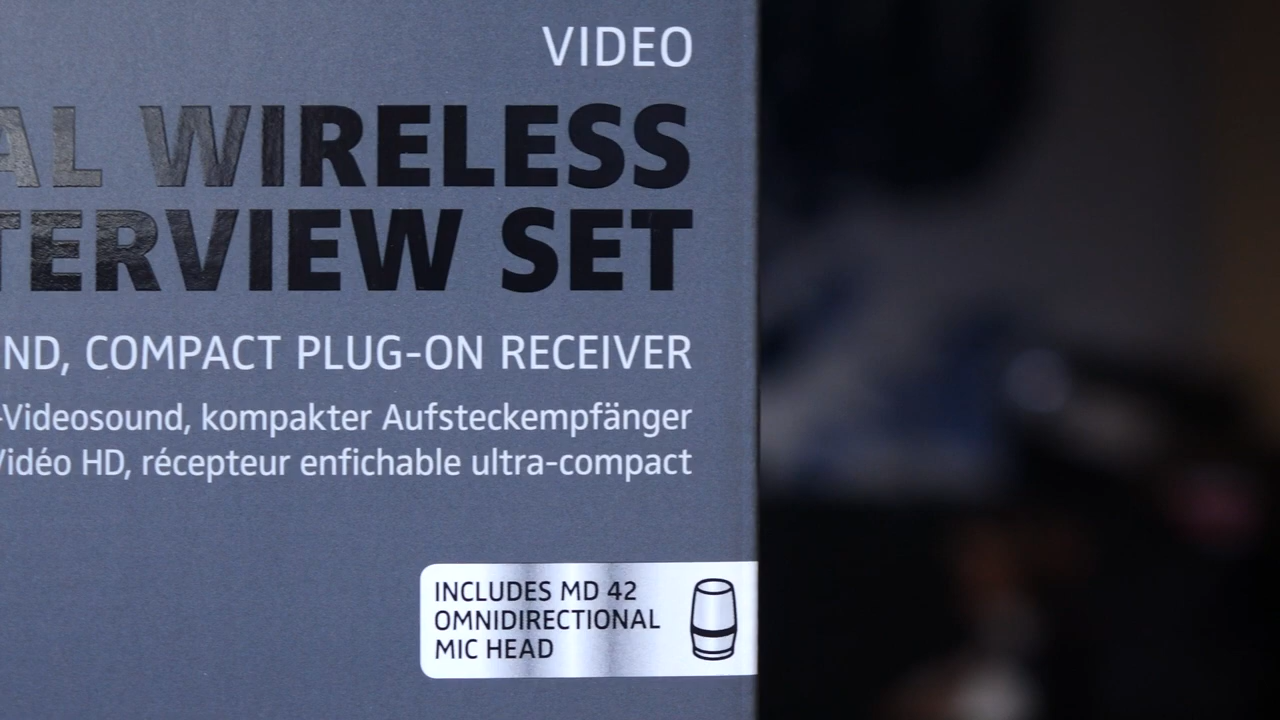 VIDEO
AL WIRELESS
TERVIEW SET
ND, COMPACT PLUG-ON RECEIVER
-Videosound, kompakter Aufsteckempfänger
Vidéo HD, récepteur enfichable ultra-compact
INCLUDES MD 42
OMNIDIRECTIONAL
MIC HEAD